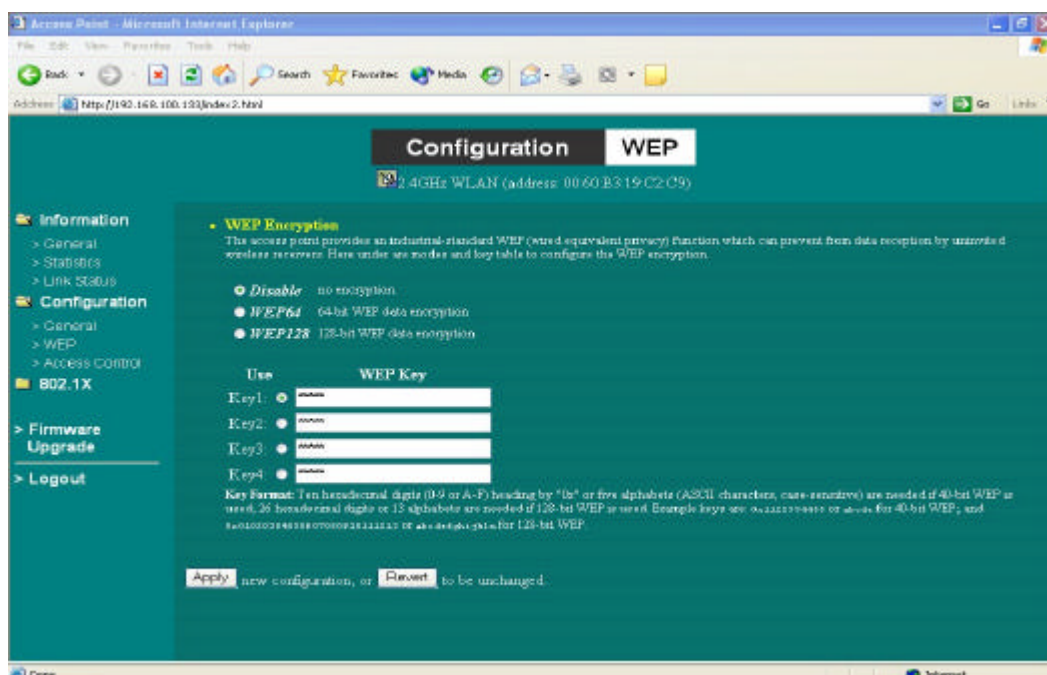 Access Point - Microsoft Internet Explorer
File Edit View Favorites Tools Help
Back Search Favorites Media
Address http://192.168.100.133/index2.html Go Links
Configuration WEP
2.4GHz WLAN (address: 00:60:B3:19:C2:C9)
Information
> General
> Statistics
> Link Status
Configuration
> General
> WEP
> Access Control
802.1X
> Firmware
Upgrade
> Logout
WEP Encryption
The access point provides an industrial-standard WEP (wired equivalent privacy) function which can prevent from data reception by uninvited
wireless receivers. Here under are modes and key table to configure the WEP encryption.
Disable no encryption
WEP64 64-bit WEP data encryption
WEP128 128-bit WEP data encryption
Use WEP Key
Key1:
Key2:
Key3:
Key4:
Key Format: Ten hexadecimal digits (0-9 or A-F) heading by "0x" or five alphabets (ASCII characters, case-sensitive) are needed if 40-bit WEP is
used, 26 hexadecimal digits or 13 alphabets are needed if 128-bit WEP is used. Example keys are: or for 40-bit WEP; and
or for 128-bit WEP.
Apply new configuration, or Revert to be unchanged.
Done Internet